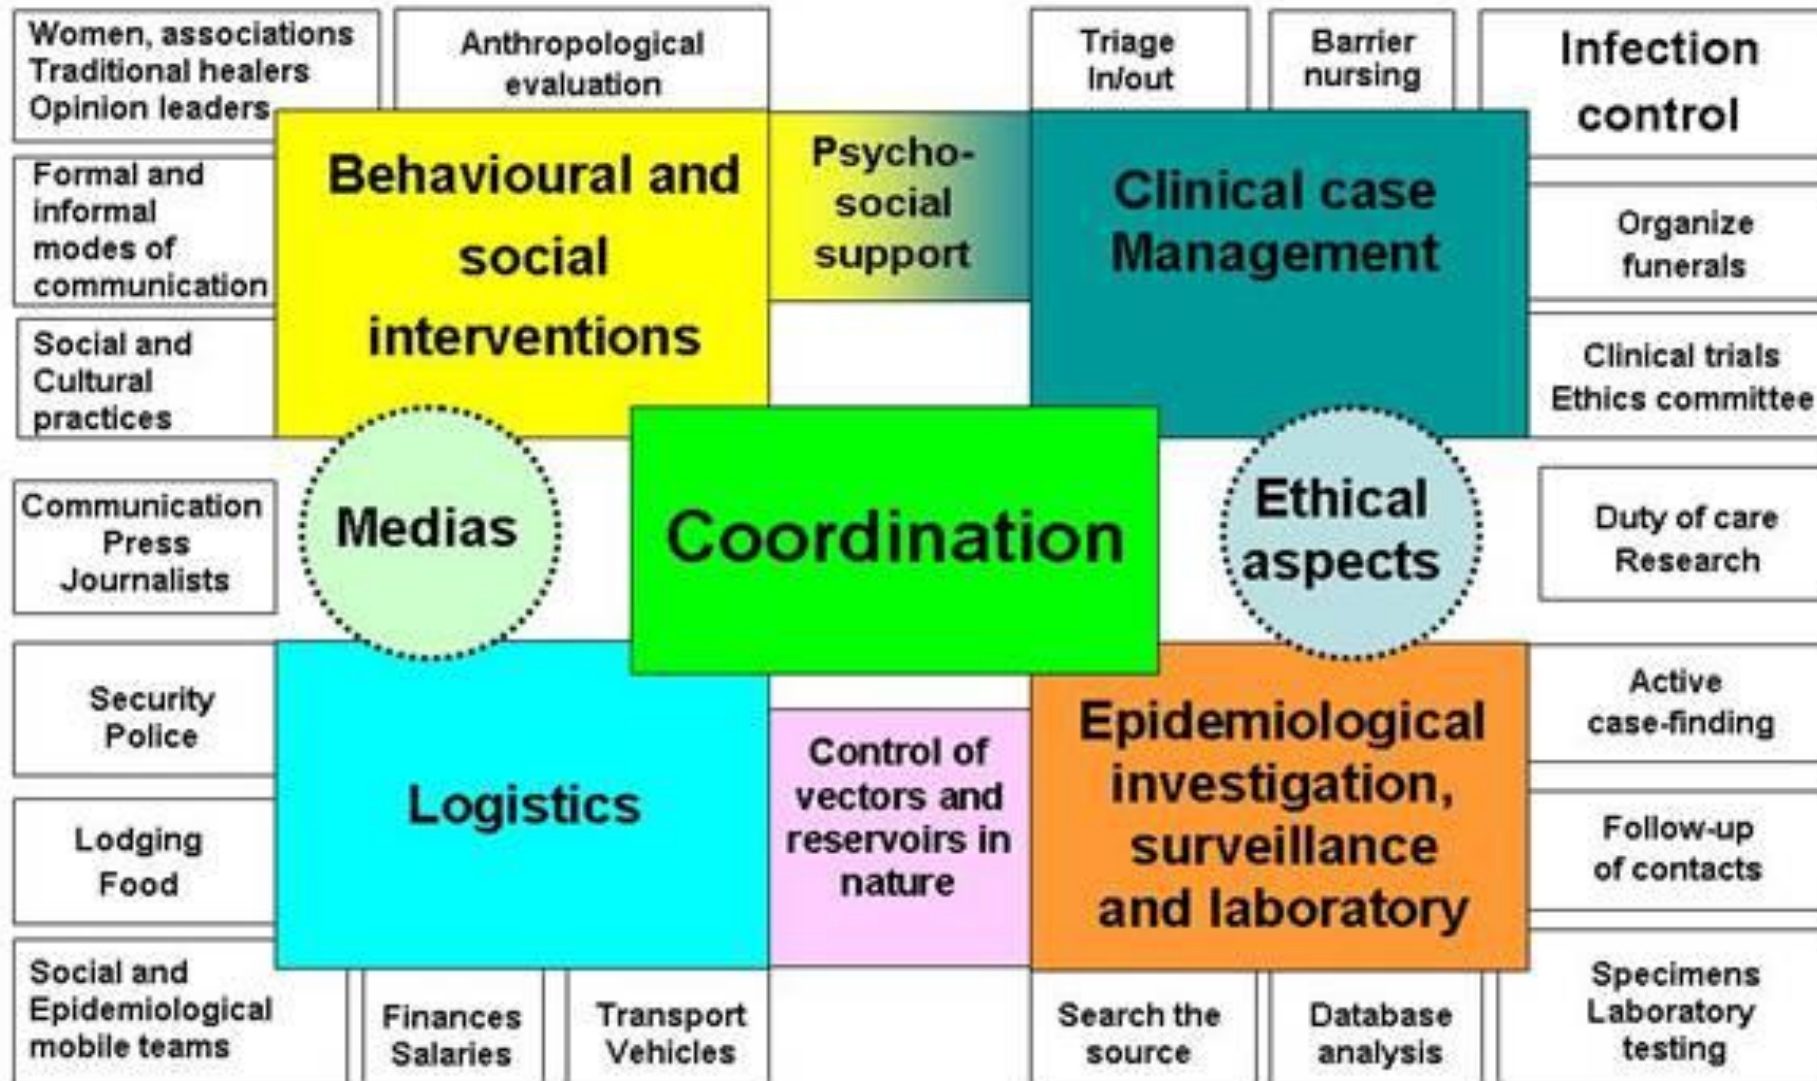 Women, associations
Traditional healers
Opinion leaders
Anthropological
evaluation
Triage
In/out
Barrier
nursing
Infection
control
Formal and
informal
modes of
communication
Behavioural and
social
interventions
Psycho-
social
support
Clinical case
Management
Organize
funerals
Social and
Cultural
practices
Clinical trials
Ethics committee
Communication
Press
Journalists
Medias
Coordination
Ethical
aspects
Duty of care
Research
Security
Police
Logistics
Control of
vectors and
reservoirs in
nature
Epidemiological
investigation,
surveillance
and laboratory
Active
case-finding
Lodging
Food
Follow-up
of contacts
Social and
Epidemiological
mobile teams
Finances
Salaries
Transport
Vehicles
Search the
source
Database
analysis
Specimens
Laboratory
testing